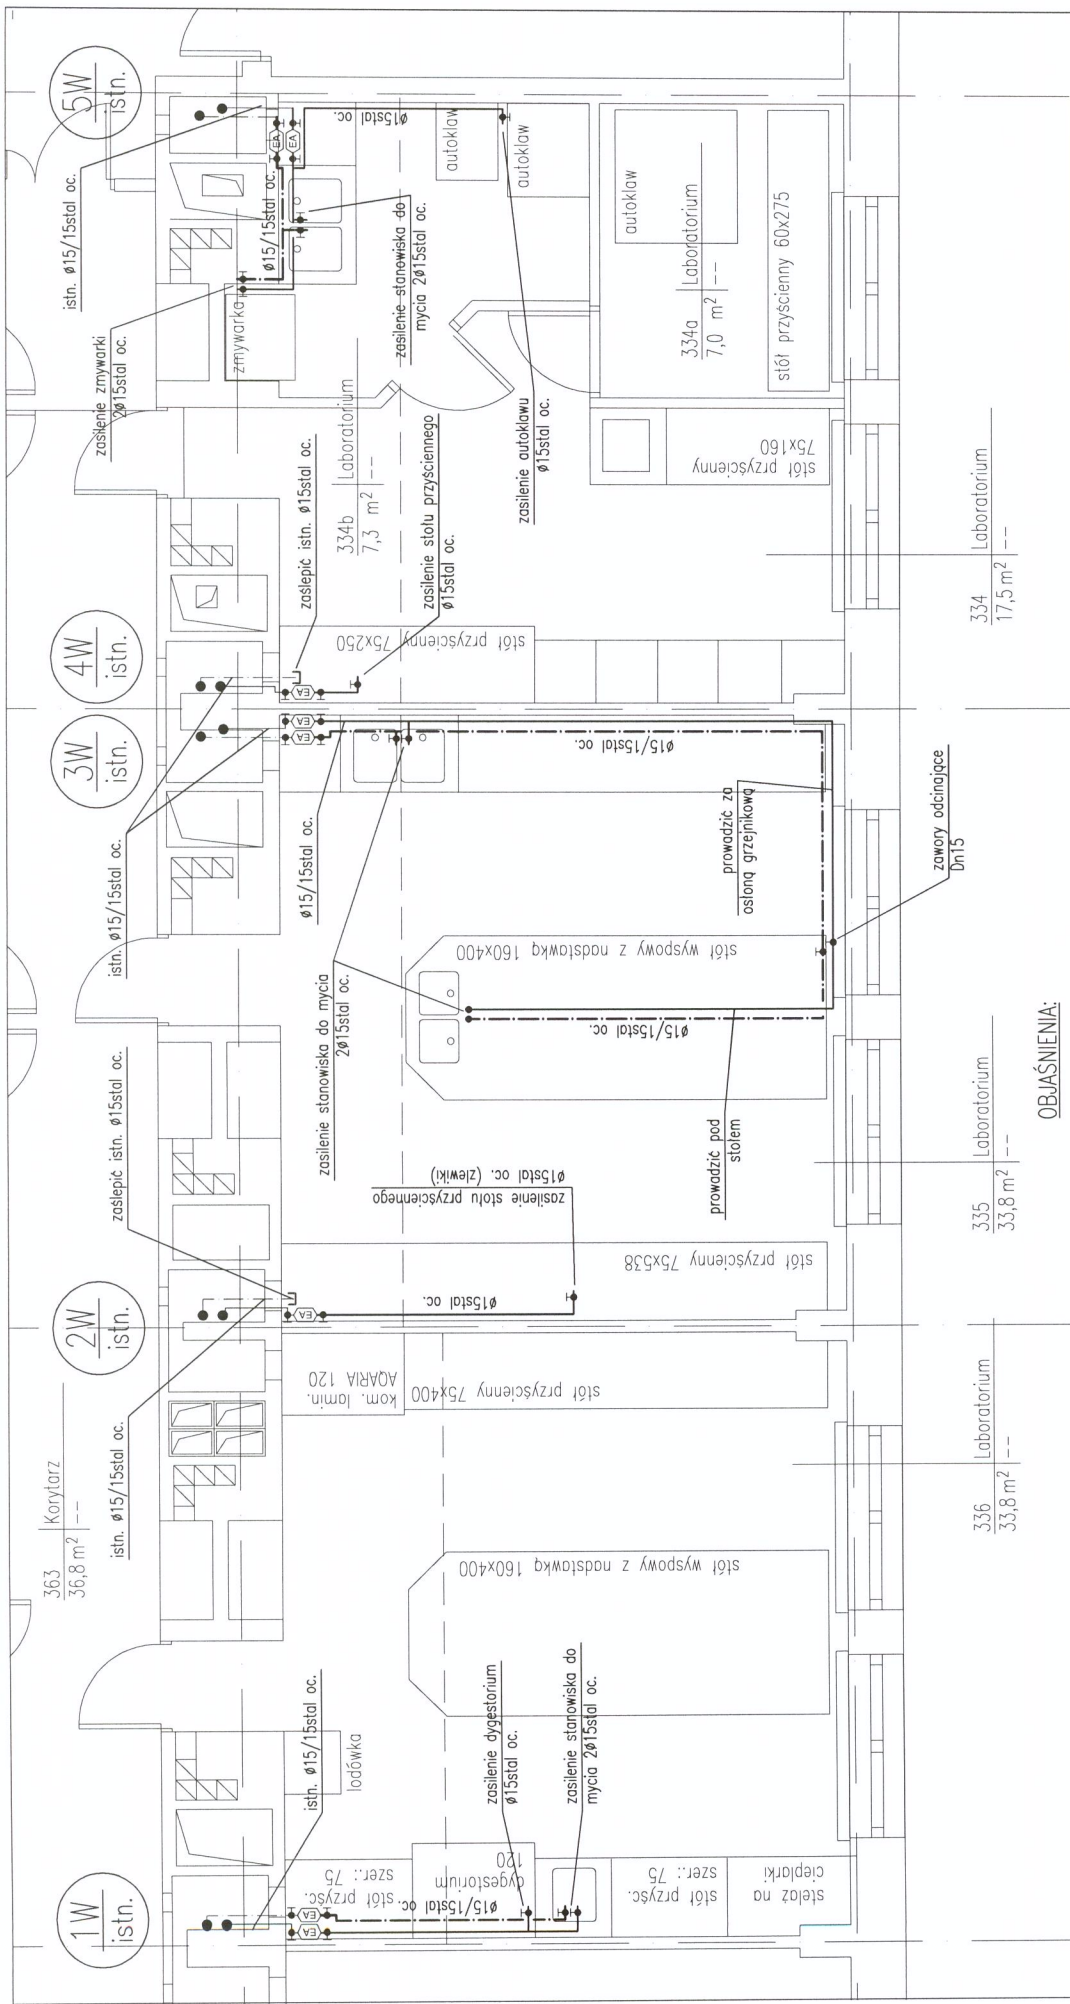 1W
istn.
2W
istn.
3W
istn.
4W
istn.
5W
istn.
363
Korytarz
36,8 m² --
istn. ø15/15stal oc.
zaślepić istn. ø15stal oc.
istn. ø15/15stal oc.
zasilenie zmywarki
2ø15stal oc.
istn. ø15/15stal oc.
istn. ø15/15stal oc.
lodówka
EA
EA
stół przyśc.
szer.: 75
ø15/15stal oc.
dygestorium
120
zasilenie dygestorium
ø15stal oc.
zasilenie stanowiska do
mycia 2ø15stal oc.
stół przyśc.
szer.: 75
stelaż na
cieplarki
stół wyspowy z nadstawką 160x400
kom. lamin.
AQARIA 120
stół przyścienny 75x400
EA
ø15stal oc.
stół przyścienny 75x538
zasilenie stołu przyściennego
ø15stal oc. (zlewiki)
zasilenie stanowiska do mycia
2ø15stal oc.
ø15/15stal oc.
ø15/15stal oc.
stół wyspowy z nadstawką 160x400
prowadzić pod
stołem
prowadzić za
osłoną grzejnikową
ø15/15stal oc.
zawory odcinające
Dn15
EA
EA
EA
zaślepić istn. ø15stal oc.
stół przyścienny 75x250
zasilenie stołu przyściennego
ø15stal oc.
334b
Laboratorium
7,3 m² --
zmywarka
ø15/15stal oc.
EA
EA
ø15stal oc.
zasilenie stanowiska do
mycia 2ø15stal oc.
autoklaw
autoklaw
zasilenie autoklawu
ø15stal oc.
autoklaw
334a
Laboratorium
7,0 m² --
stół przyścienny 60x275
stół przyścienny
75x160
336
Laboratorium
33,8 m² --
335
Laboratorium
33,8 m² --
334
Laboratorium
17,5 m² --
OBJAŚNIENIA: